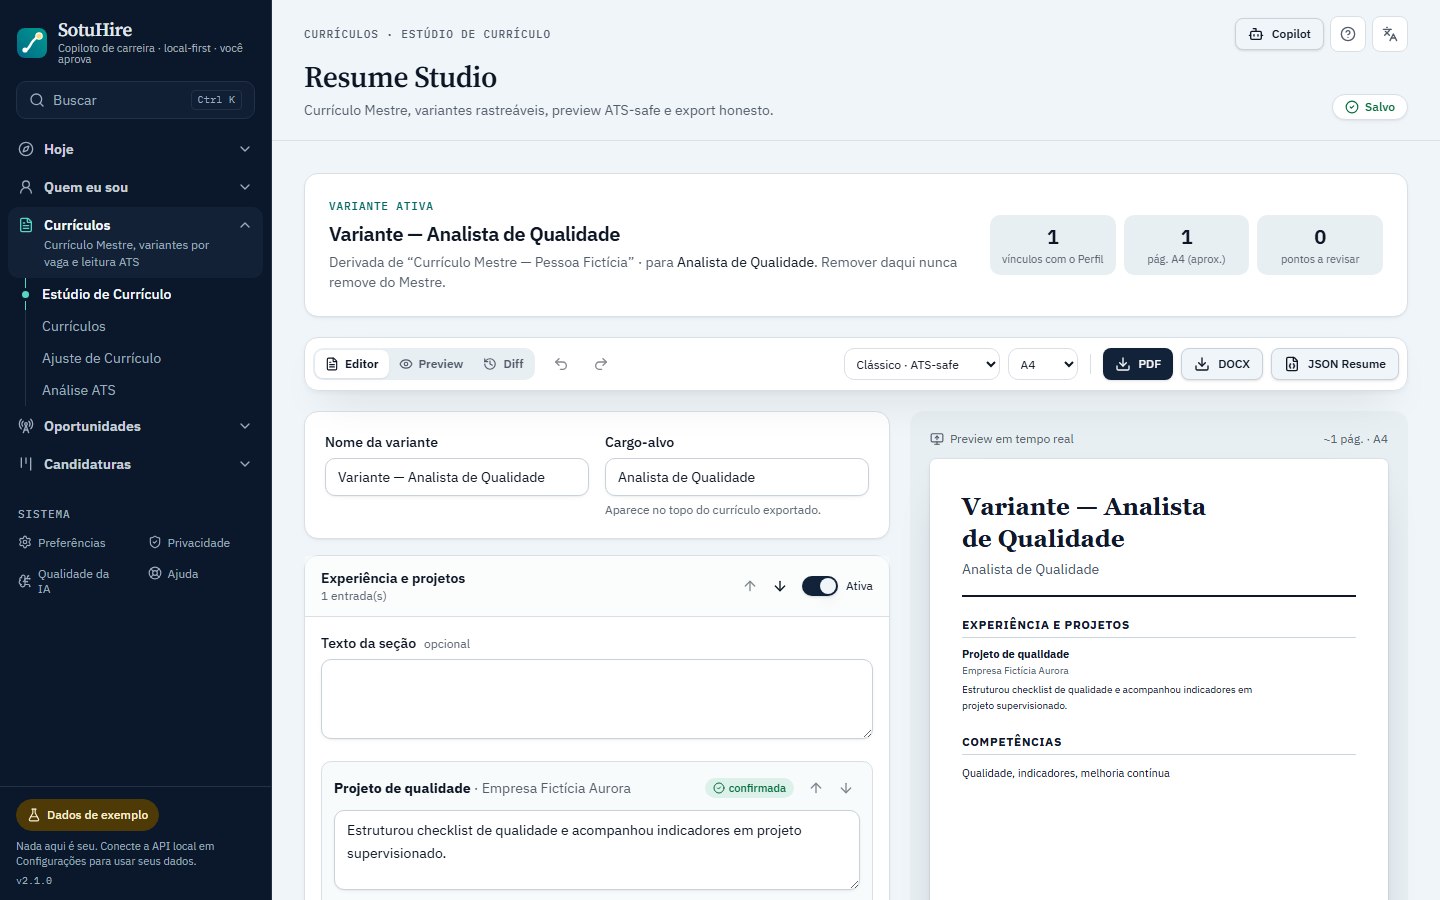 SotuHire
Copiloto de carreira · local-first · você
aprova
Buscar
Ctrl K
Hoje
Quem eu sou
Currículos
Currículo Mestre, variantes por
vaga e leitura ATS
Estúdio de Currículo
Currículos
Ajuste de Currículo
Análise ATS
Oportunidades
Candidaturas
SISTEMA
Preferências
Privacidade
Qualidade da
IA
Ajuda
Dados de exemplo
Nada aqui é seu. Conecte a API local em
Configurações para usar seus dados.
v2.1.0
CURRÍCULOS · ESTÚDIO DE CURRÍCULO
Copilot
Resume Studio
Currículo Mestre, variantes rastreáveis, preview ATS-safe e export honesto.
Salvo
VARIANTE ATIVA
Variante — Analista de Qualidade
Derivada de “Currículo Mestre — Pessoa Fictícia” · para Analista de Qualidade. Remover daqui nunca
remove do Mestre.
1
vínculos com o Perfil
1
pág. A4 (aprox.)
0
pontos a revisar
Editor
Preview
Diff
Clássico · ATS-safe
A4
PDF
DOCX
JSON Resume
Nome da variante
Variante — Analista de Qualidade
Cargo-alvo
Analista de Qualidade
Aparece no topo do currículo exportado.
Experiência e projetos
1 entrada(s)
Ativa
Texto da seção opcional
Projeto de qualidade · Empresa Fictícia Aurora
confirmada
Estruturou checklist de qualidade e acompanhou indicadores em projeto
supervisionado.
Preview em tempo real
~1 pág. · A4
Variante — Analista
de Qualidade
Analista de Qualidade
EXPERIÊNCIA E PROJETOS
Projeto de qualidade
Empresa Fictícia Aurora
Estruturou checklist de qualidade e acompanhou indicadores em
projeto supervisionado.
COMPETÊNCIAS
Qualidade, indicadores, melhoria contínua